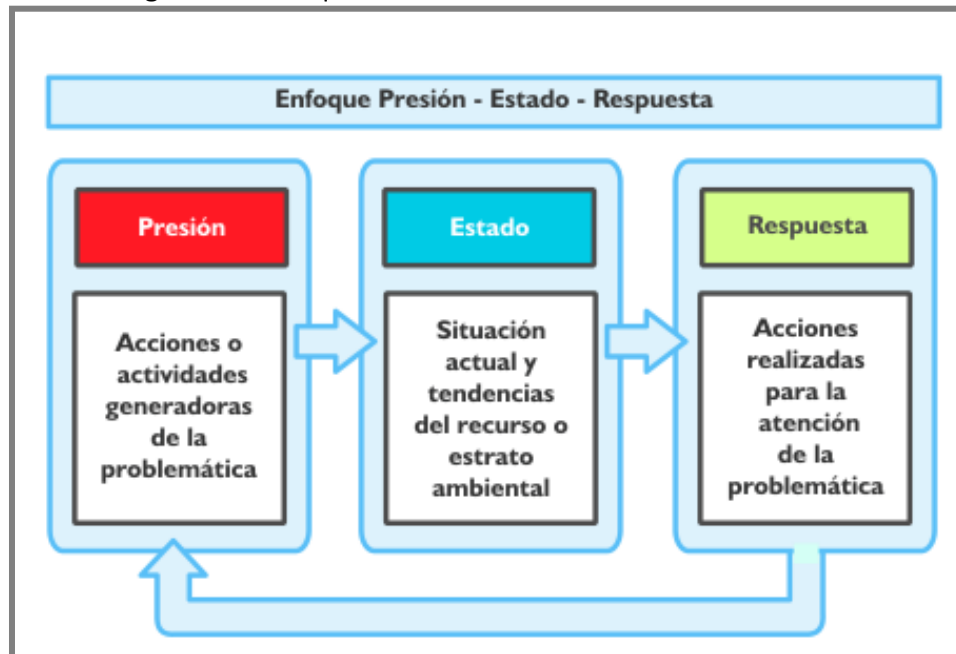 Enfoque Presión - Estado - Respuesta
Presión
Acciones o
actividades
generadoras
de la
problemática
Estado
Situación
actual y
tendencias
del recurso o
estrato
ambiental
Respuesta
Acciones
realizadas
para la
atención
de la
problemática